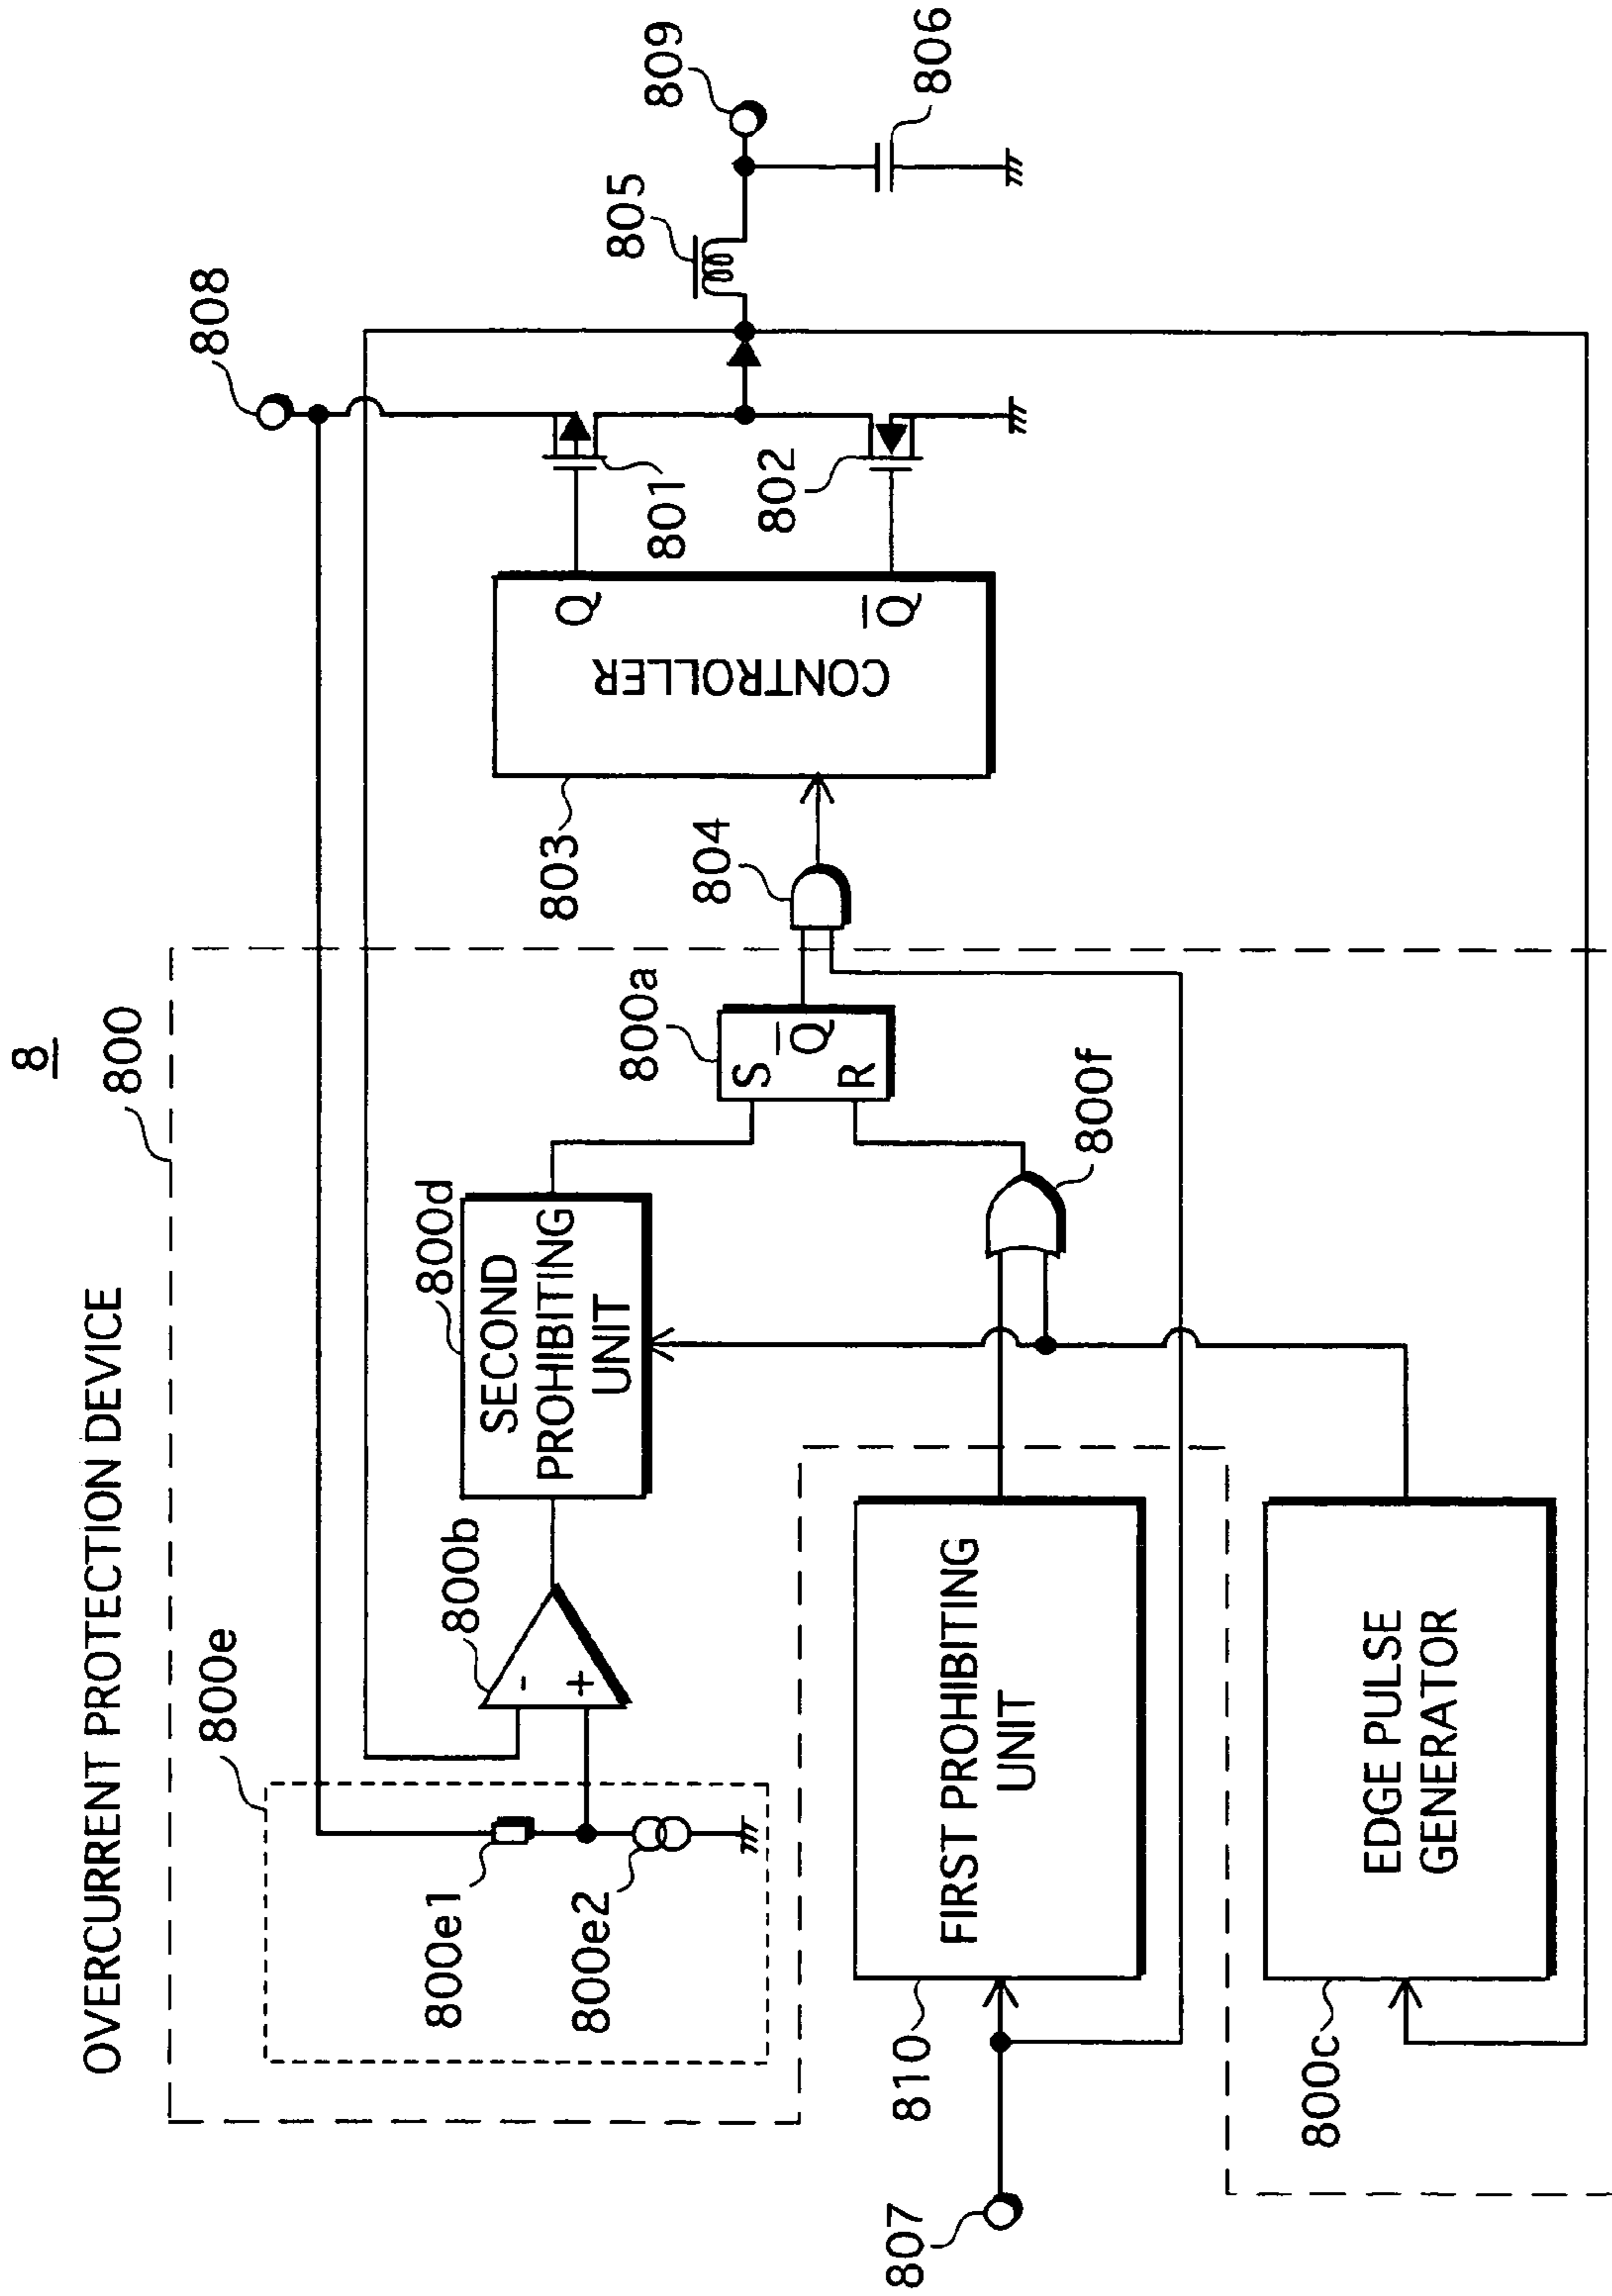 8
OVERCURRENT PROTECTION DEVICE
800
800e
800e1
800e2
800b
-
+
800d
SECOND
PROHIBITING
UNIT
800a
S
Q̅
R
800f
804
803
CONTROLLER
Q
Q̅
801
802
808
805
809
806
807
810
FIRST PROHIBITING
UNIT
800c
EDGE PULSE
GENERATOR